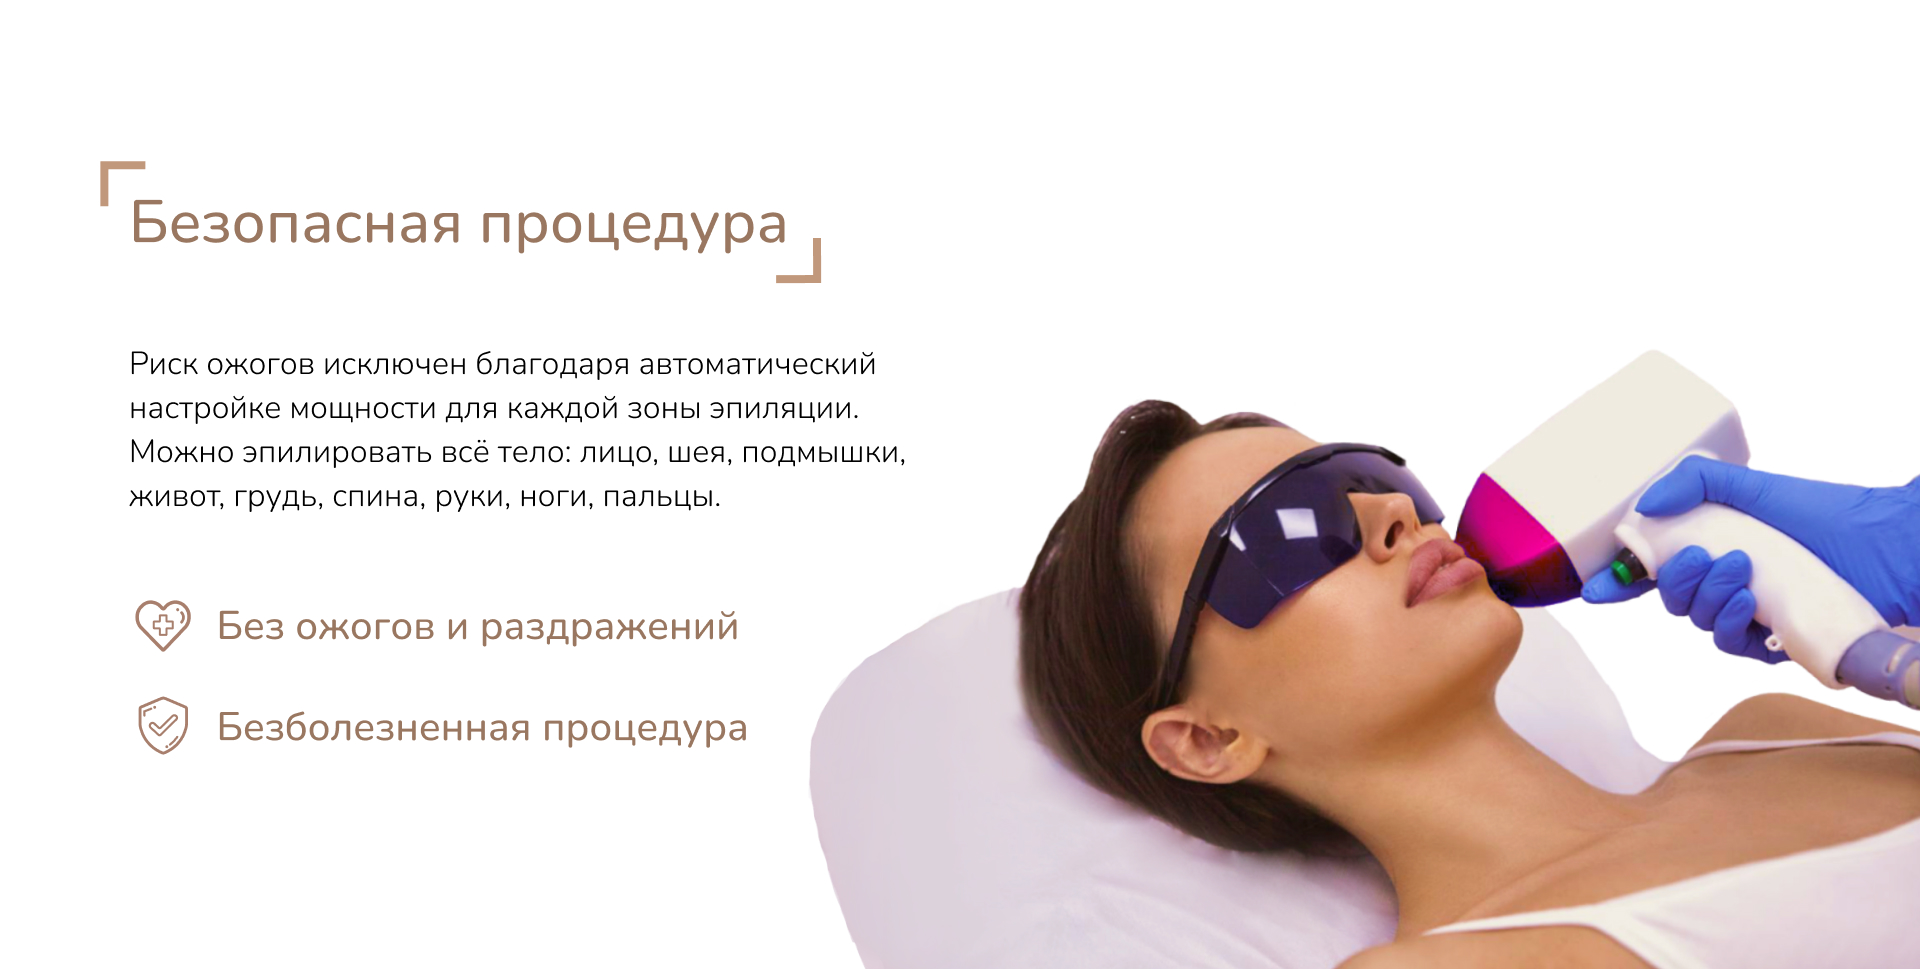 Безопасная процедура
Риск ожогов исключен благодаря автоматический
настройке мощности для каждой зоны эпиляции.
Можно эпилировать всё тело: лицо, шея, подмышки,
живот, грудь, спина, руки, ноги, пальцы.
Без ожогов и раздражений
Безболезненная процедура